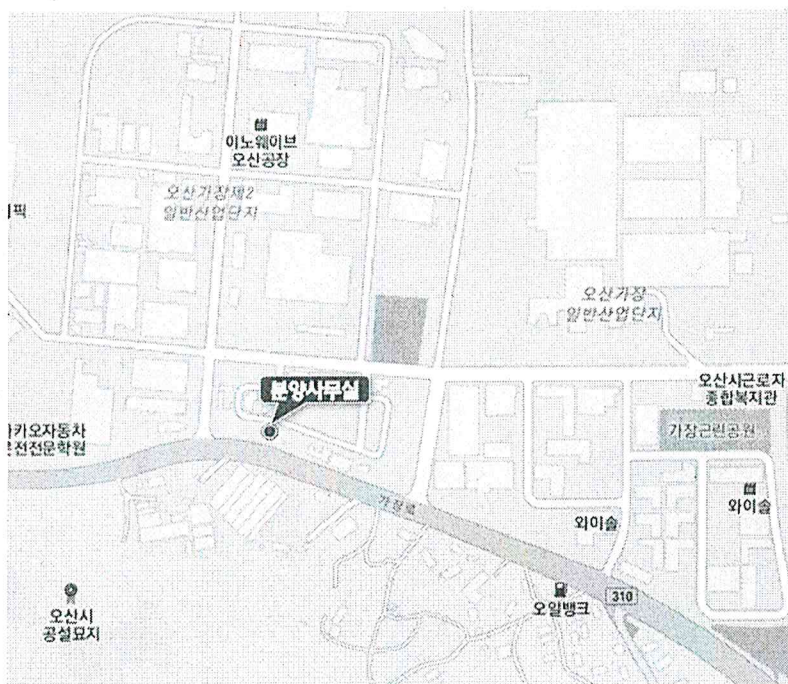 이노웨이브
오산공장
오산가장제2
일반산업단지
오산가장
일반산업단지
분양사무실
오산시근로자
종합복지관
가장근린공원
와이솔
가장로
와이솔
310
오일뱅크
오산시
공설묘지